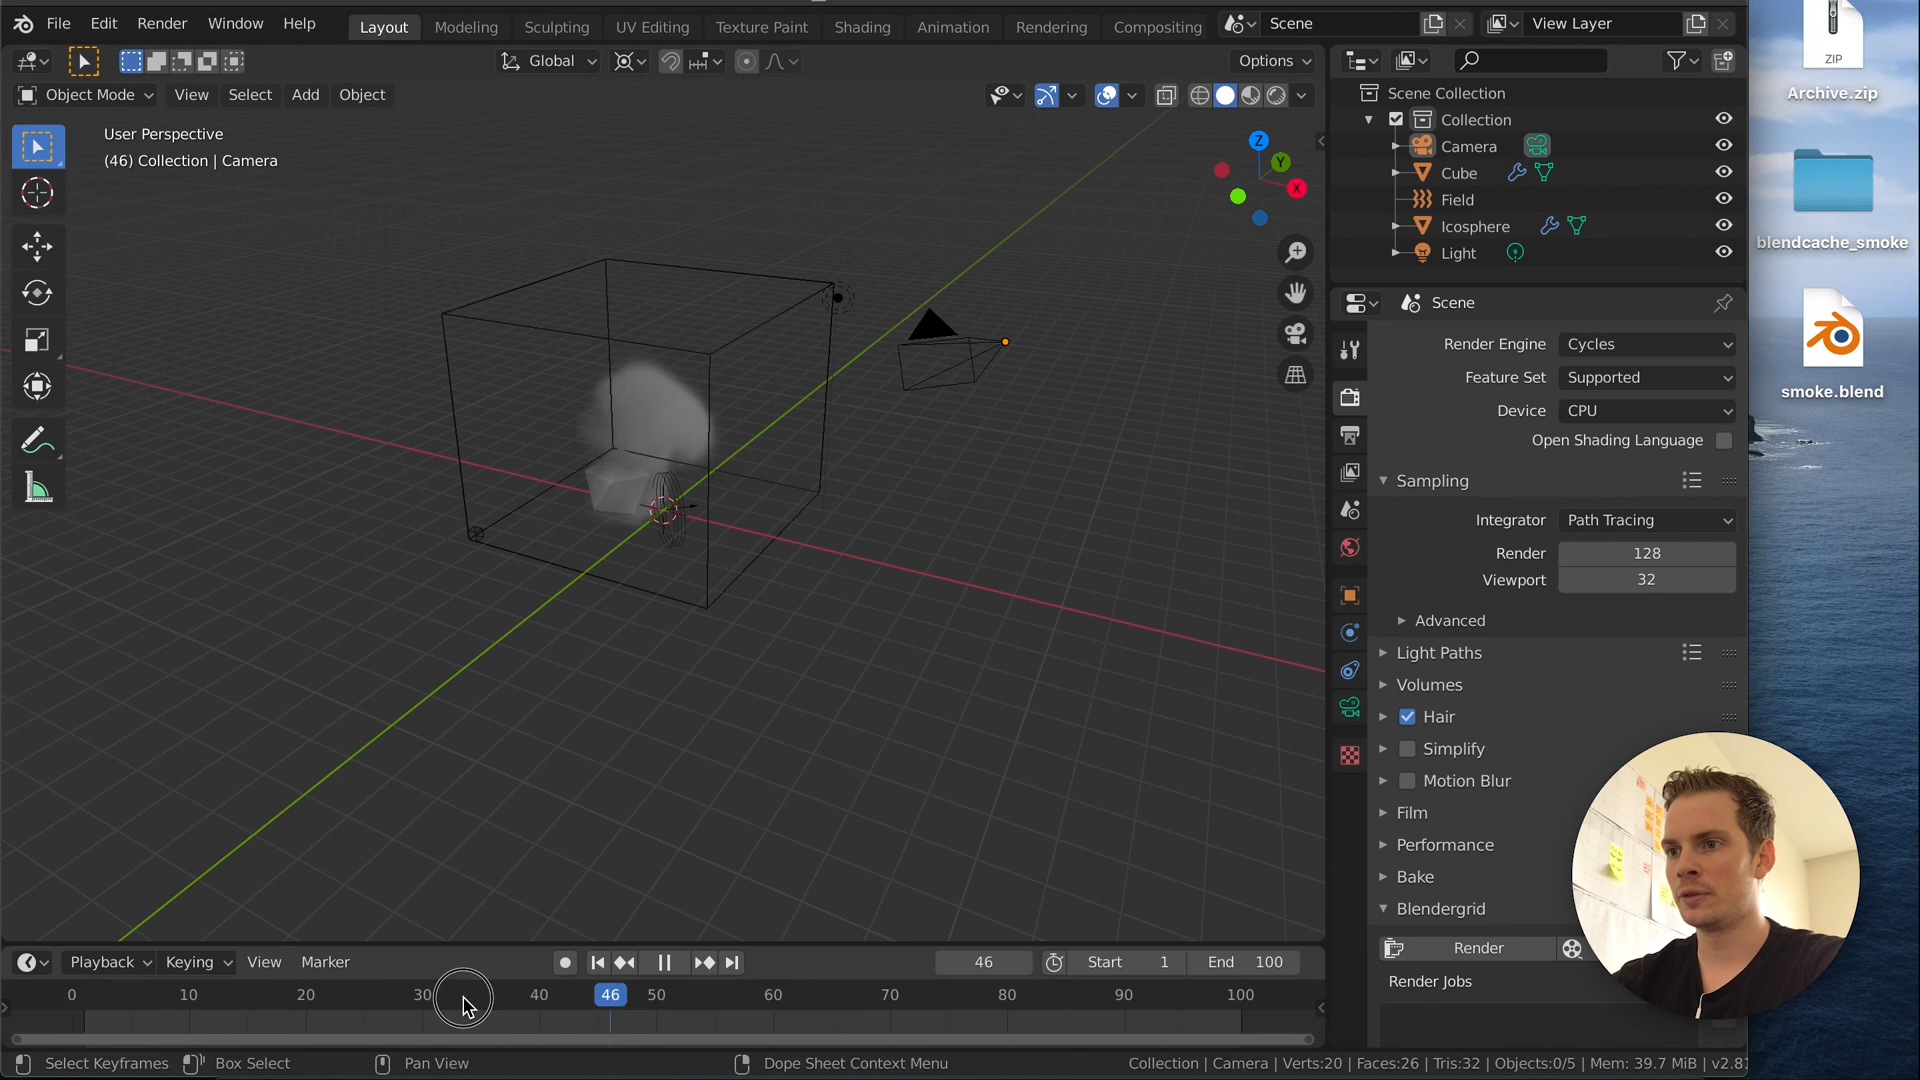 File Edit Render Window Help Layout Modeling Sculpting UV Editing Texture Paint Shading Animation Rendering Compositing Scene View Layer
Global Options
Object Mode View Select Add Object
User Perspective
(46) Collection | Camera
Z
Y
X
Scene Collection
Collection
Camera
Cube
Field
Icosphere
Light
Scene
Render Engine Cycles
Feature Set Supported
Device CPU
Open Shading Language
Sampling
Integrator Path Tracing
Render 128
Viewport 32
Advanced
Light Paths
Volumes
Hair
Simplify
Motion Blur
Film
Performance
Bake
Blendergrid
Render
Render Jobs
ZIP
Archive.zip
blendcache_smoke
smoke.blend
Playback Keying View Marker 46 Start 1 End 100
0 10 20 30 40 46 50 60 70 80 90 100
Select Keyframes Box Select Pan View Dope Sheet Context Menu Collection | Camera | Verts:20 | Faces:26 | Tris:32 | Objects:0/5 | Mem: 39.7 MiB | v2.81